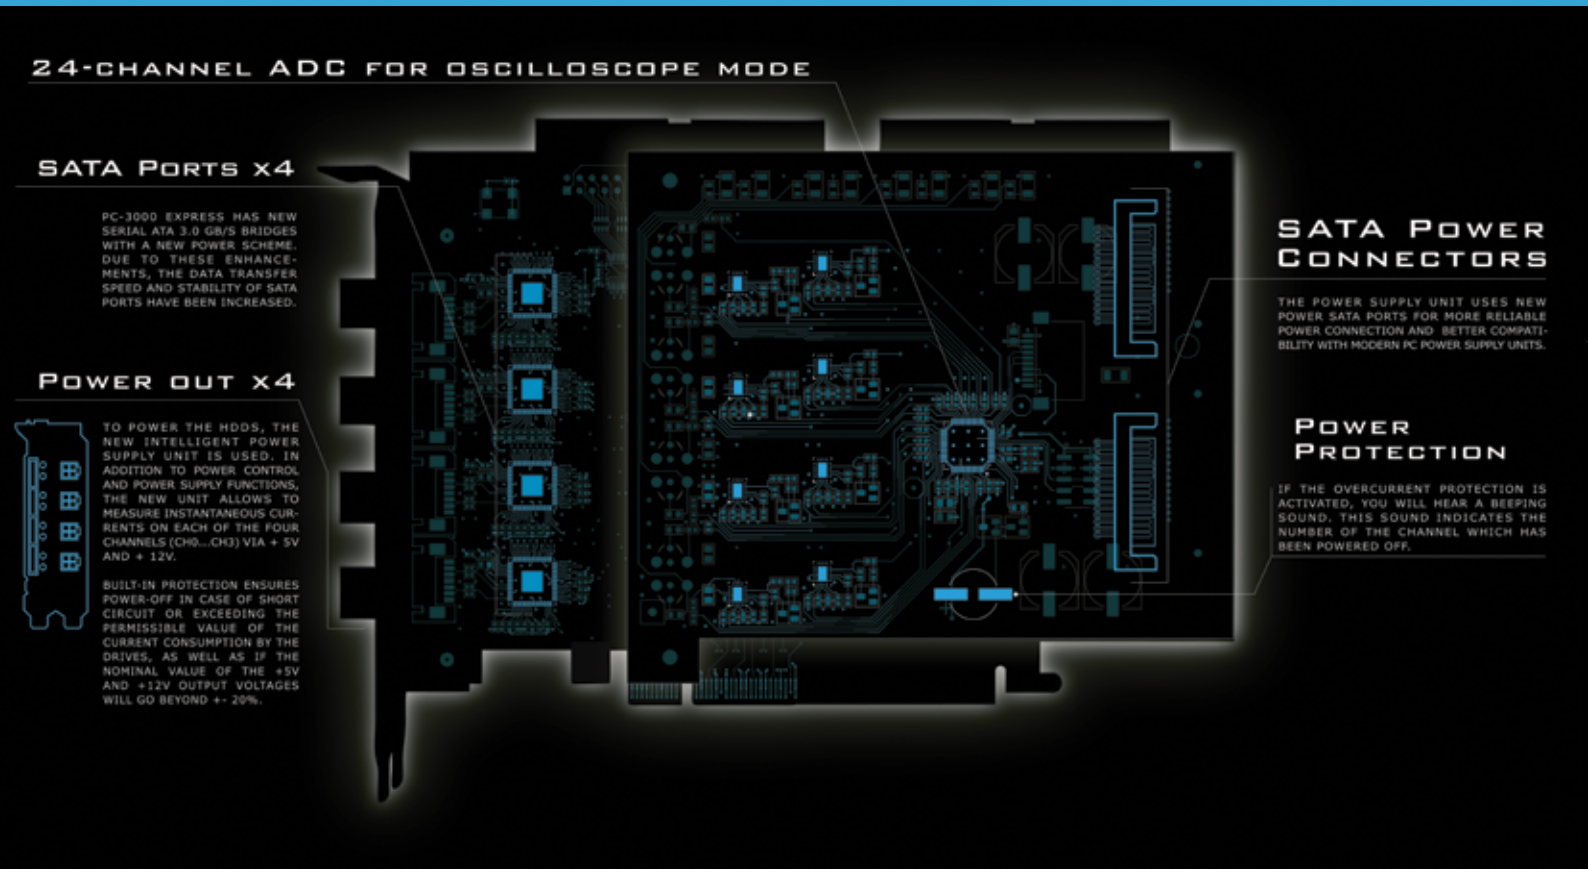 24-CHANNEL ADC FOR OSCILLOSCOPE MODE
SATA PORTS X4
PC-3000 EXPRESS HAS NEW
SERIAL ATA 3.0 GB/S BRIDGES
WITH A NEW POWER SCHEME.
DUE TO THESE ENHANCE-
MENTS, THE DATA TRANSFER
SPEED AND STABILITY OF SATA
PORTS HAVE BEEN INCREASED.
POWER OUT X4
TO POWER THE HDDS, THE
NEW INTELLIGENT POWER
SUPPLY UNIT IS USED. IN
ADDITION TO POWER CONTROL
AND POWER SUPPLY FUNCTIONS,
THE NEW UNIT ALLOWS TO
MEASURE INSTANTANEOUS CUR-
RENTS ON EACH OF THE FOUR
CHANNELS (CH0...CH3) VIA + 5V
AND + 12V.
BUILT-IN PROTECTION ENSURES
POWER-OFF IN CASE OF SHORT
CIRCUIT OR EXCEEDING THE
PERMISSIBLE VALUE OF THE
CURRENT CONSUMPTION BY THE
DRIVES, AS WELL AS IF THE
NOMINAL VALUE OF THE +5V
AND +12V OUTPUT VOLTAGES
WILL GO BEYOND +- 20%.
SATA POWER
CONNECTORS
THE POWER SUPPLY UNIT USES NEW
POWER SATA PORTS FOR MORE RELIABLE
POWER CONNECTION AND BETTER COMPATI-
BILITY WITH MODERN PC POWER SUPPLY UNITS.
POWER
PROTECTION
IF THE OVERCURRENT PROTECTION IS
ACTIVATED, YOU WILL HEAR A BEEPING
SOUND. THIS SOUND INDICATES THE
NUMBER OF THE CHANNEL WHICH HAS
BEEN POWERED OFF.